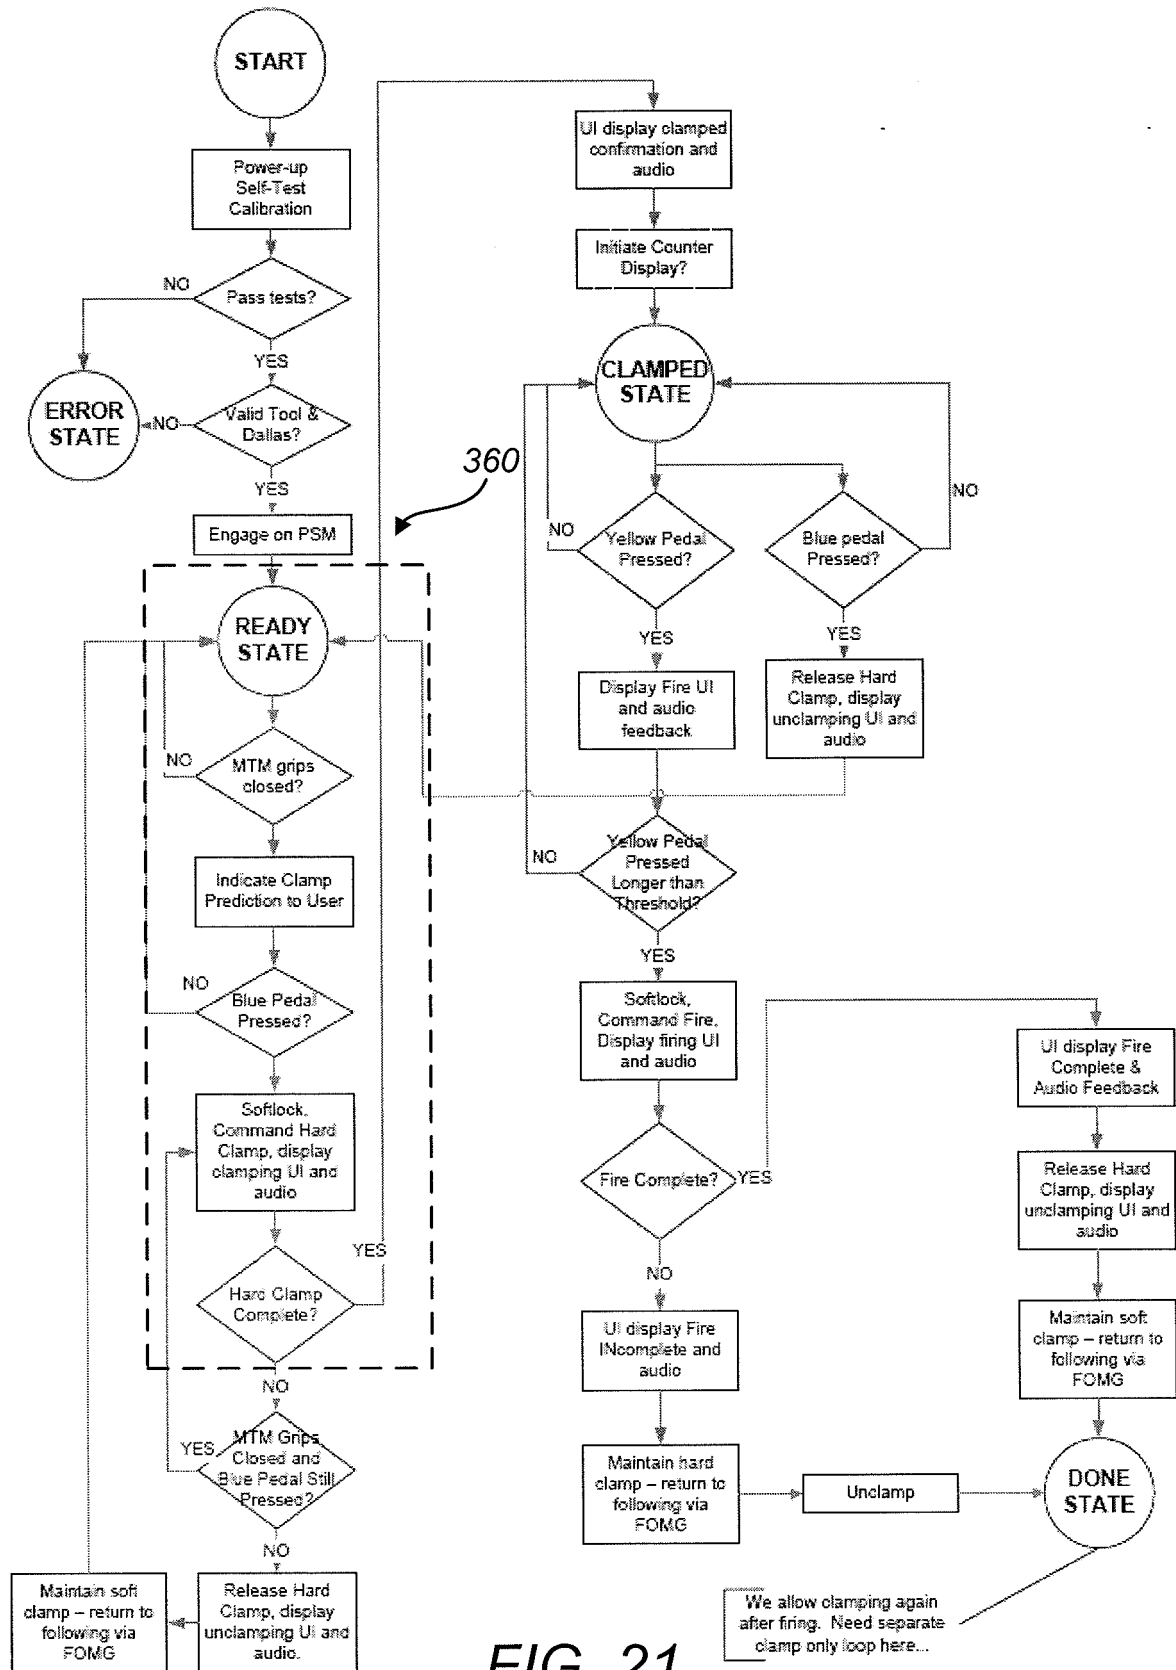 START
Power-up
Self-Test
Calibration
Pass tests?
NO
YES
ERROR
STATE
Valid Tool &
Dallas?
NO
YES
Engage on PSM
360
READY
STATE
MTM grips
closed?
NO
Indicate Clamp
Prediction to User
Blue Pedal
Pressed?
NO
Softlock,
Command Hard
Clamp, display
clamping UI and
audio
Hard Clamp
Complete?
YES
NO
MTM Grips
Closed and
Blue Pedal Still
Pressed?
YES
NO
Release Hard
Clamp, display
unclamping UI and
audio.
Maintain soft
clamp – return to
following via
FOMG
UI display clamped
confirmation and
audio
Initiate Counter
Display?
CLAMPED
STATE
Yellow Pedal
Pressed?
NO
YES
Blue pedal
Pressed?
NO
YES
Display Fire UI
and audio
feedback
Release Hard
Clamp, display
unclamping UI and
audio
Yellow Pedal
Pressed
Longer than
Threshold?
NO
YES
Softlock,
Command Fire,
Display firing UI
and audio
Fire Complete?
YES
NO
UI display Fire
INcomplete and
audio
Maintain hard
clamp – return to
following via
FOMG
Unclamp
UI display Fire
Complete &
Audio Feedback
Release Hard
Clamp, display
unclamping UI and
audio
Maintain soft
clamp – return to
following via
FOMG
DONE
STATE
We allow clamping again
after firing. Need separate
clamp only loop here...
FIG. 21